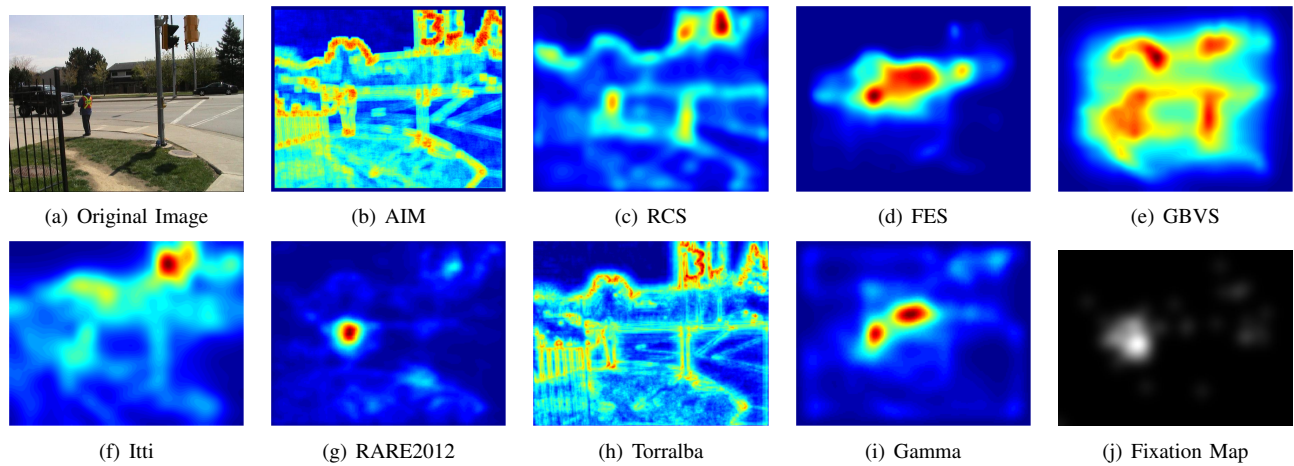 (a) Original Image
(b) AIM
(c) RCS
(d) FES
(e) GBVS
(f) Itti
(g) RARE2012
(h) Torralba
(i) Gamma
(j) Fixation Map